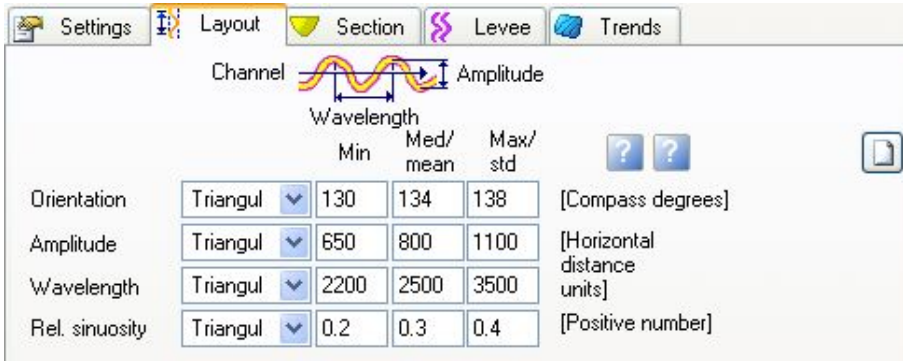 Settings Layout Section Levee Trends
Channel Amplitude
Wavelength
Min Med/ mean Max/ std ? ?
Orientation Triangul 130 134 138 [Compass degrees]
Amplitude Triangul 650 800 1100 [Horizontal distance units]
Wavelength Triangul 2200 2500 3500
Rel. sinuosity Triangul 0.2 0.3 0.4 [Positive number]